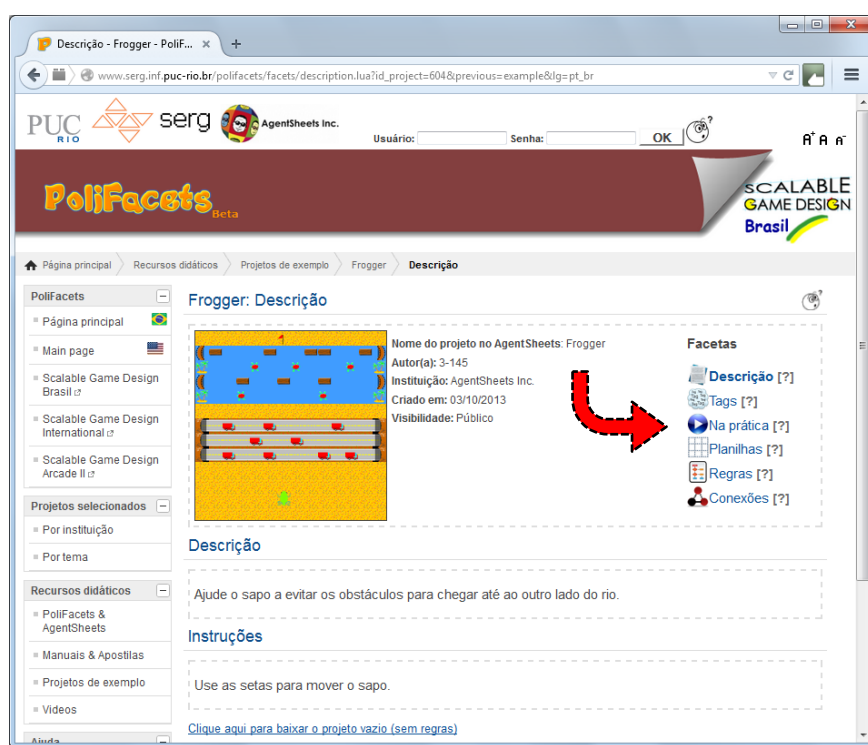 Descrição - Frogger - PoliF... × +
www.serg.inf.puc-rio.br/polifacets/facets/description.lua?id_project=604&previous=example&lg=pt_br
PUC RIO serg AgentSheets Inc.
Usuário: Senha: OK ?
A+ A A-
PoliFacets Beta
SCALABLE
GAME DESIGN
Brasil
Página principal Recursos didáticos Projetos de exemplo Frogger Descrição
PoliFacets
Página principal
Main page
Scalable Game Design
Brasil
Scalable Game Design
International
Scalable Game Design
Arcade II
Projetos selecionados
Por instituição
Por tema
Recursos didáticos
PoliFacets &
AgentSheets
Manuais & Apostilas
Projetos de exemplo
Videos
Ajuda
Frogger: Descrição ?
Nome do projeto no AgentSheets: Frogger
Autor(a): 3-145
Instituição: AgentSheets Inc.
Criado em: 03/10/2013
Visibilidade: Público
Facetas
Descrição [?]
Tags [?]
Na prática [?]
Planilhas [?]
Regras [?]
Conexões [?]
Descrição
Ajude o sapo a evitar os obstáculos para chegar até ao outro lado do rio.
Instruções
Use as setas para mover o sapo.
Clique aqui para baixar o projeto vazio (sem regras)